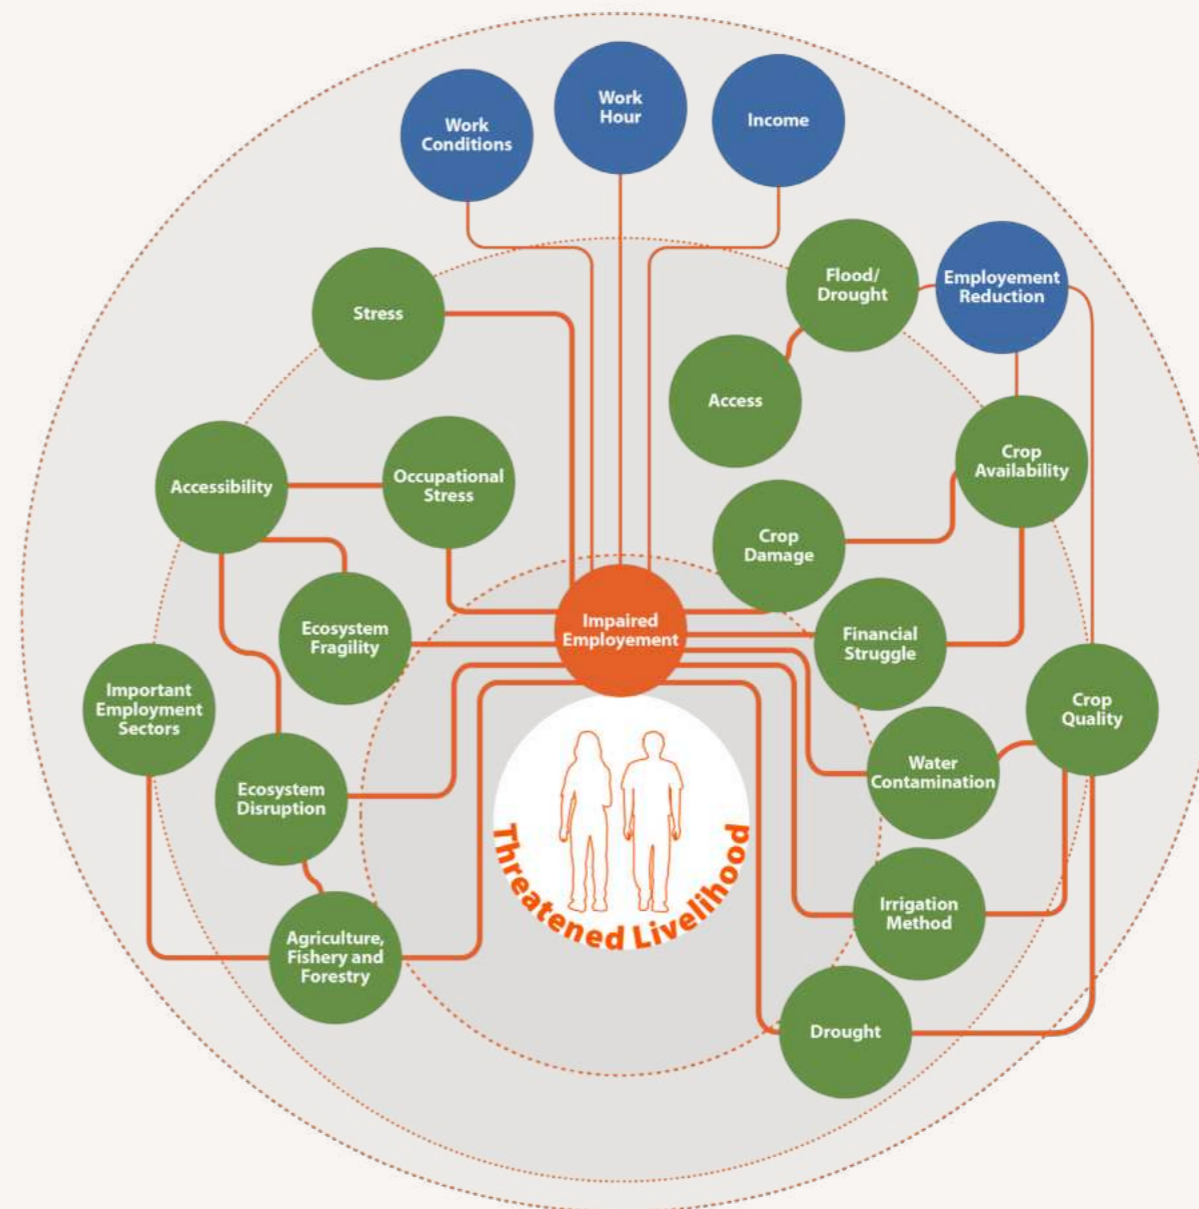 Work
Conditions
Work
Hour
Income
Stress
Flood/
Drought
Employement
Reduction
Access
Accessibility
Occupational
Stress
Crop
Availability
Crop
Damage
Impaired
Employement
Ecosystem
Fragility
Financial
Struggle
Important
Employment
Sectors
Crop
Quality
Ecosystem
Disruption
Water
Contamination
Threatened Livelihood
Irrigation
Method
Agriculture,
Fishery and
Forestry
Drought